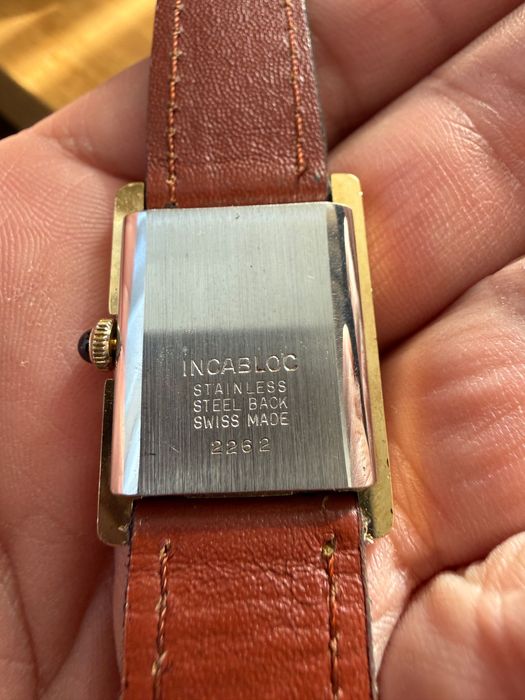 INCABLOC
STAINLESS
STEEL BACK
SWISS MADE
2262